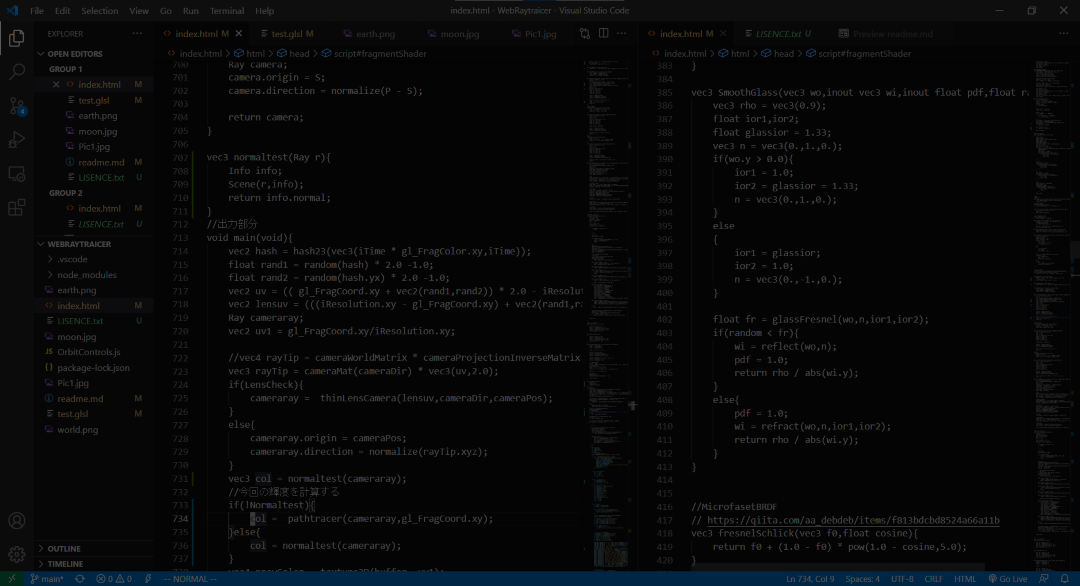 File Edit Selection View Go Run Terminal Help
index.html - WebRaytraicer - Visual Studio Code
EXPLORER
OPEN EDITORS
GROUP 1
index.html M
test.glsl M
earth.png
moon.jpg
Pic1.jpg
readme.md M
LISENCE.txt U
GROUP 2
index.html M
LISENCE.txt U
WEBRAYTRAICER
.vscode
node_modules
earth.png
index.html M
LISENCE.txt U
moon.jpg
OrbitControls.js
package-lock.json
Pic1.jpg
readme.md M
test.glsl M
world.png
OUTLINE
TIMELINE
index.html M test.glsl M earth.png moon.jpg Pic1.jpg
index.html > html > head > script#fragmentShader
700 Ray camera;
701 camera.origin = S;
702 camera.direction = normalize(P - S);
703
704 return camera;
705 }
706
707 vec3 normaltest(Ray r){
708 Info info;
709 Scene(r,info);
710 return info.normal;
711 }
712 //出力部分
713 void main(void){
714 vec2 hash = hash23(vec3(iTime * gl_FragColor.xy,iTime));
715 float rand1 = random(hash) * 2.0 -1.0;
716 float rand2 = random(hash.yx) * 2.0 -1.0;
717 vec2 uv = (( gl_FragCoord.xy + vec2(rand1,rand2)) * 2.0 - iResolu
718 vec2 lensuv = (((iResolution.xy - gl_FragCoord.xy) + vec2(rand1,ra
719 Ray cameraray;
720 vec2 uv1 = gl_FragCoord.xy/iResolution.xy;
721
722 //vec4 rayTip = cameraWorldMatrix * cameraProjectionInverseMatrix
723 vec3 rayTip = cameraMat(cameraDir) * vec3(uv,2.0);
724 if(LensCheck){
725 cameraray = thinLensCamera(lensuv,cameraDir,cameraPos);
726 }
727 else{
728 cameraray.origin = cameraPos;
729 cameraray.direction = normalize(rayTip.xyz);
730 }
731 vec3 col = normaltest(cameraray);
732 //今回の輝度を計算する
733 if(!Normaltest){
734 col = pathtracer(cameraray,gl_FragCoord.xy);
735 }else{
736 col = normaltest(cameraray);
737 }
index.html M LISENCE.txt U Preview readme.md
index.html > html > head > script#fragmentShader
383 }
384
385 vec3 SmoothGlass(vec3 wo,inout vec3 wi,inout float pdf,float ra
386 vec3 rho = vec3(0.9);
387 float ior1,ior2;
388 float glassior = 1.33;
389 vec3 n = vec3(0.,1.,0.);
390 if(wo.y > 0.0){
391 ior1 = 1.0;
392 ior2 = glassior = 1.33;
393 n = vec3(0.,1.,0.);
394 }
395 else
396 {
397 ior1 = glassior;
398 ior2 = 1.0;
399 n = vec3(0.,-1.,0.);
400 }
401
402 float fr = glassFresnel(wo,n,ior1,ior2);
403 if(random < fr){
404 wi = reflect(wo,n);
405 pdf = 1.0;
406 return rho / abs(wi.y);
407 }
408 else{
409 pdf = 1.0;
410 wi = refract(wo,n,ior1,ior2);
411 return rho / abs(wi.y);
412 }
413 }
414
415
416 //MicrofasetBRDF
417 // https://qiita.com/aa_debdeb/items/f813bdcbd8524a66a11b
418 vec3 fresnelSchlick(vec3 f0,float cosine){
419 return f0 + (1.0 - f0) * pow(1.0 - cosine,5.0);
420 }
main* 0 0 -- NORMAL -- Ln 734, Col 9 Spaces: 4 UTF-8 CRLF HTML Go Live